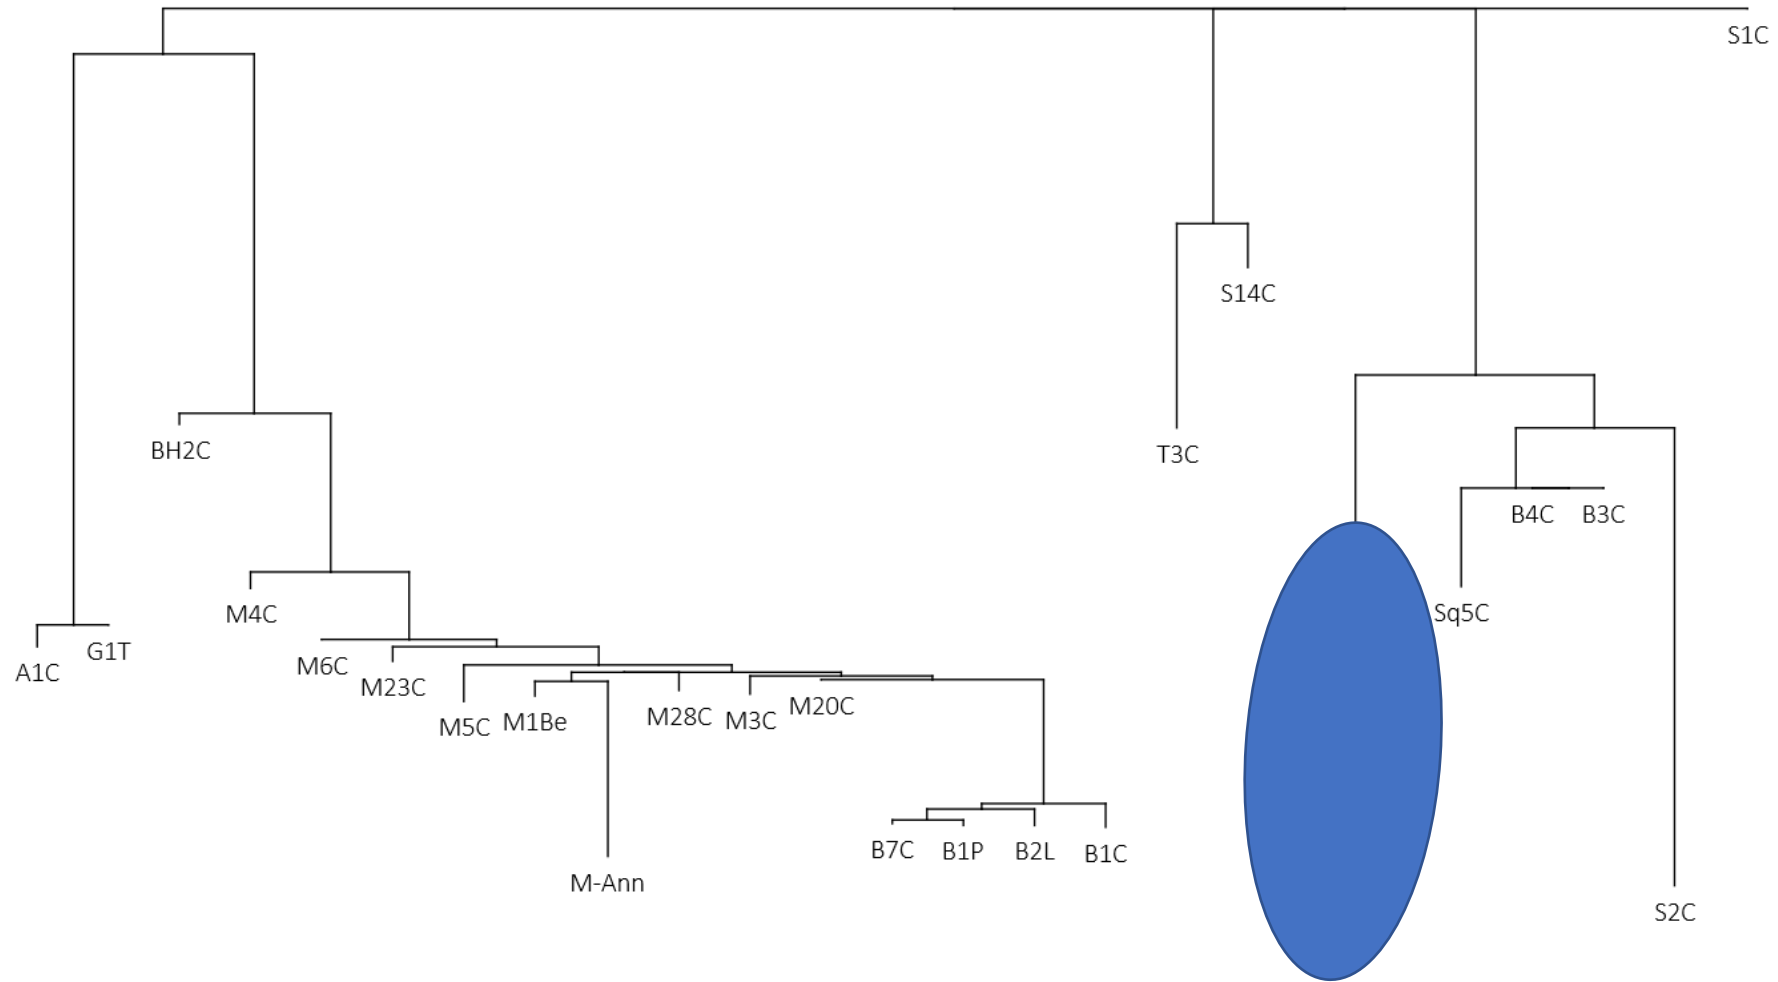 S1C
S14C
BH2C
T3C
B4C
B3C
M4C
Sq5C
G1T
A1C
M6C
M23C
M5C
M1Be
M28C
M3C
M20C
B7C
B1P
B2L
B1C
M-Ann
S2C